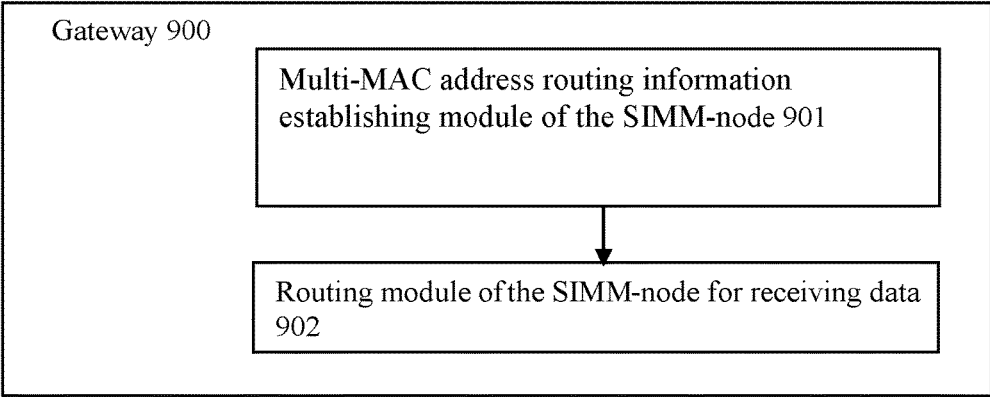 Gateway 900
Multi-MAC address routing information
establishing module of the SIMM-node 901
Routing module of the SIMM-node for receiving data
902